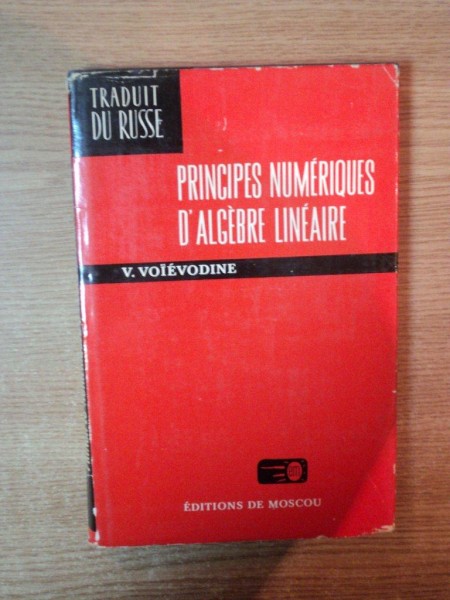 TRADUIT
DU RUSSE
PRINCIPES NUMÉRIQUES
D'ALGÈBRE LINÉAIRE
V. VOÏÉVODINE
ÉDITIONS DE MOSCOU